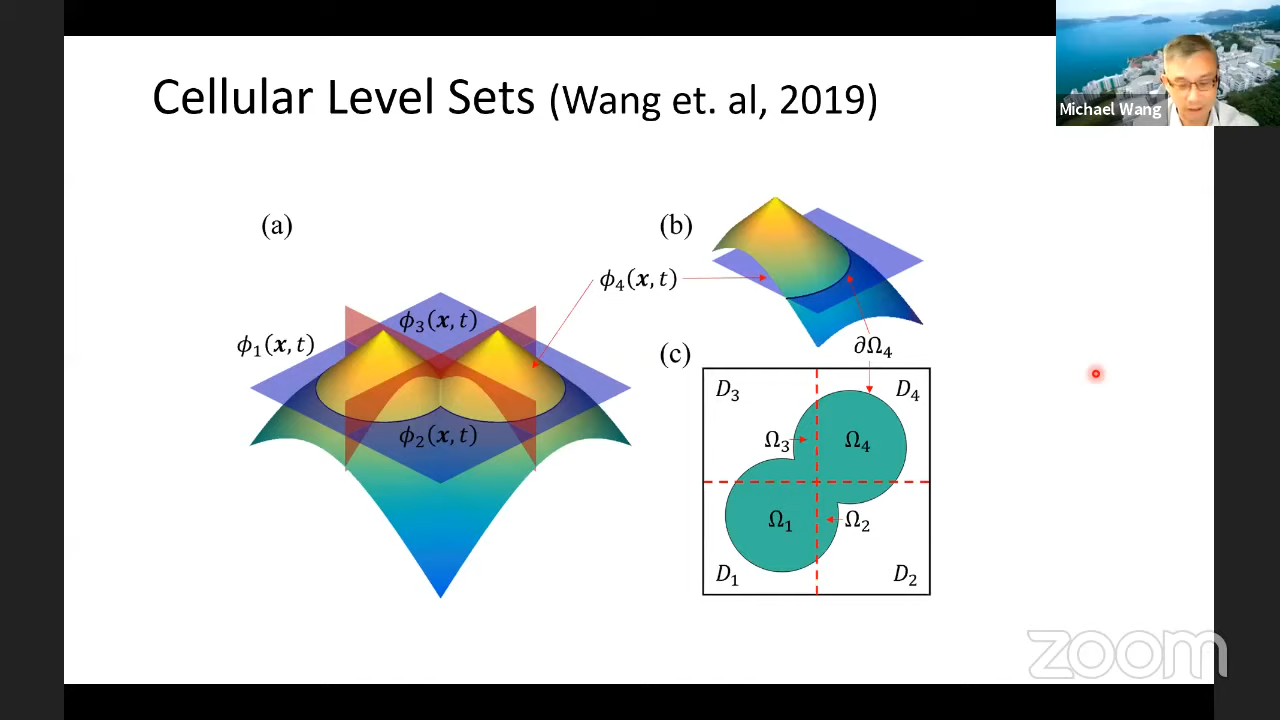 Cellular Level Sets (Wang et. al, 2019)
Michael Wang
(a)
(b)
ϕ₄(𝒙, t)
ϕ₃(𝒙, t)
ϕ₁(𝒙, t)
ϕ₂(𝒙, t)
∂Ω₄
(c)
D₃
D₄
Ω₃
Ω₄
Ω₁
Ω₂
D₁
D₂
zoom